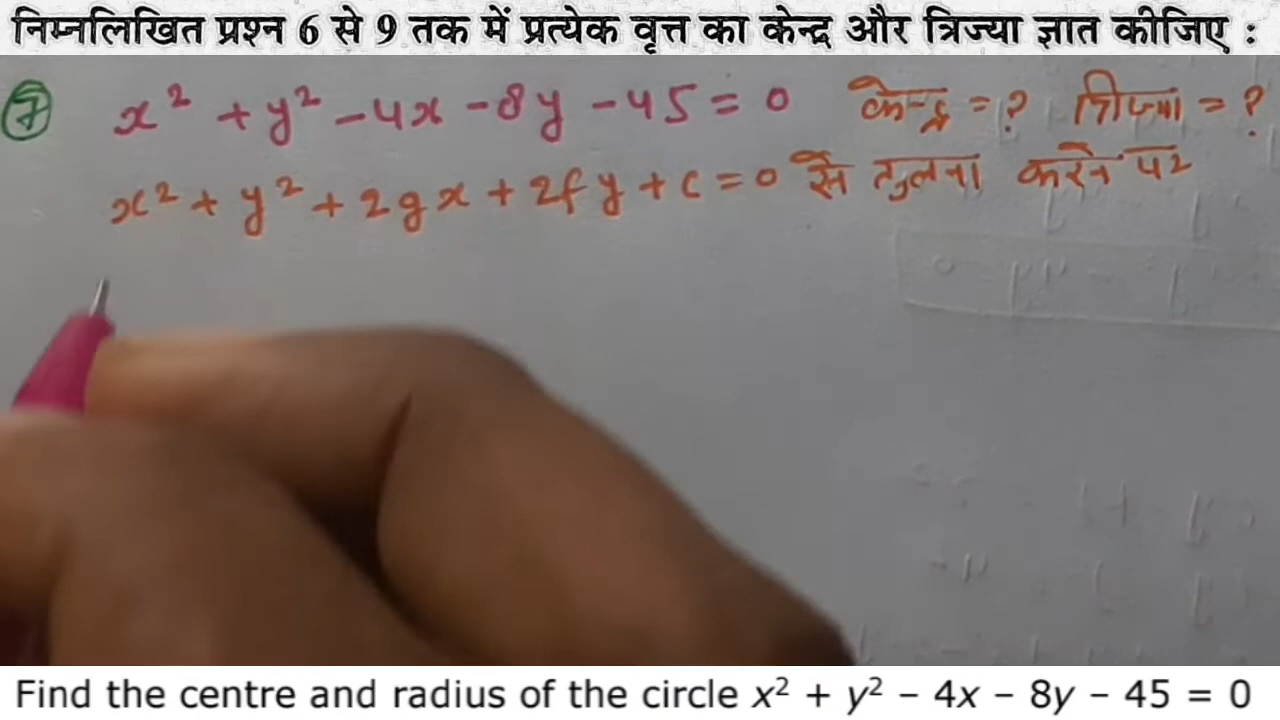 निम्नलिखित प्रश्न 6 से 9 तक में प्रत्येक वृत्त का केन्द्र और त्रिज्या ज्ञात कीजिए :
⑦ x² + y² - 4x - 8y - 45 = 0 केन्द्र = ? त्रिज्या = ?
x² + y² + 2gx + 2fy + c = 0 से तुलना करने पर
Find the centre and radius of the circle x² + y² − 4x − 8y − 45 = 0